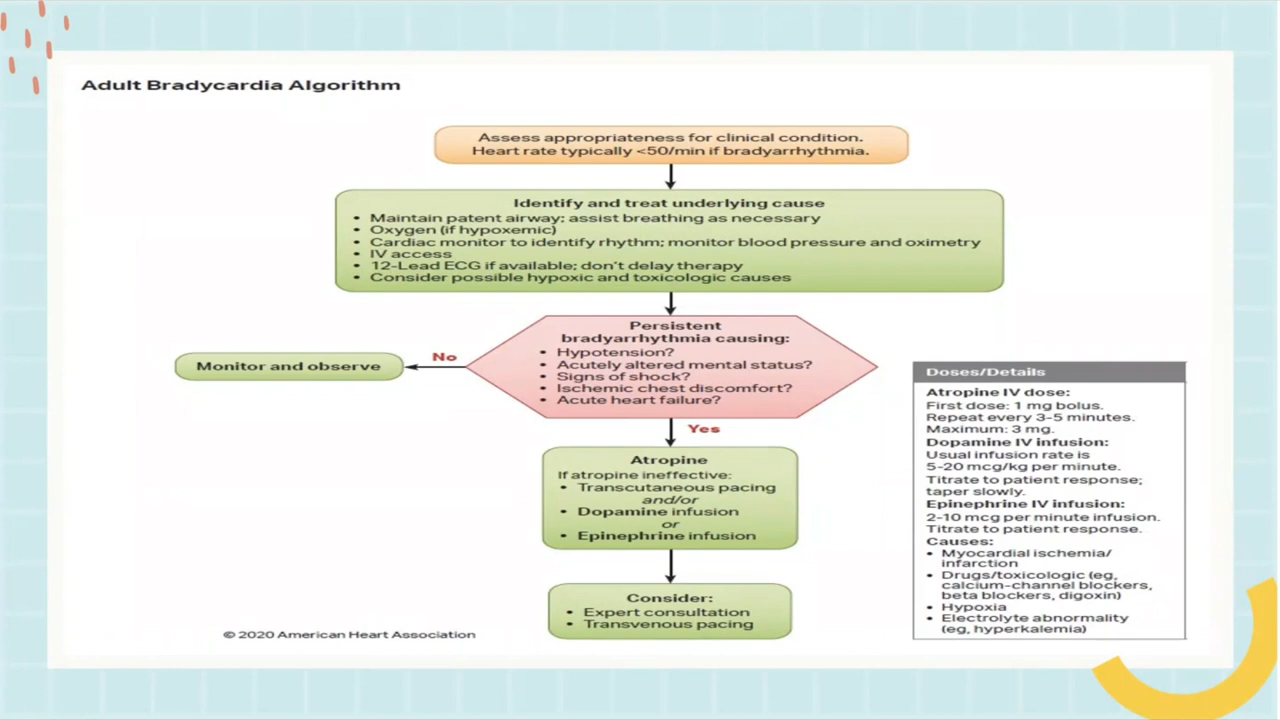 Adult Bradycardia Algorithm
Assess appropriateness for clinical condition.
Heart rate typically <50/min if bradyarrhythmia.
Identify and treat underlying cause
• Maintain patent airway; assist breathing as necessary
• Oxygen (if hypoxemic)
• Cardiac monitor to identify rhythm; monitor blood pressure and oximetry
• IV access
• 12-Lead ECG if available; don't delay therapy
• Consider possible hypoxic and toxicologic causes
Persistent
bradyarrhythmia causing:
• Hypotension?
• Acutely altered mental status?
• Signs of shock?
• Ischemic chest discomfort?
• Acute heart failure?
No
Monitor and observe
Yes
Atropine
If atropine ineffective:
• Transcutaneous pacing
and/or
• Dopamine infusion
or
• Epinephrine infusion
Consider:
• Expert consultation
• Transvenous pacing
Doses/Details
Atropine IV dose:
First dose: 1 mg bolus.
Repeat every 3-5 minutes.
Maximum: 3 mg.
Dopamine IV infusion:
Usual infusion rate is
5-20 mcg/kg per minute.
Titrate to patient response;
taper slowly.
Epinephrine IV infusion:
2-10 mcg per minute infusion.
Titrate to patient response.
Causes:
• Myocardial ischemia/
infarction
• Drugs/toxicologic (eg,
calcium-channel blockers,
beta blockers, digoxin)
• Hypoxia
• Electrolyte abnormality
(eg, hyperkalemia)
© 2020 American Heart Association